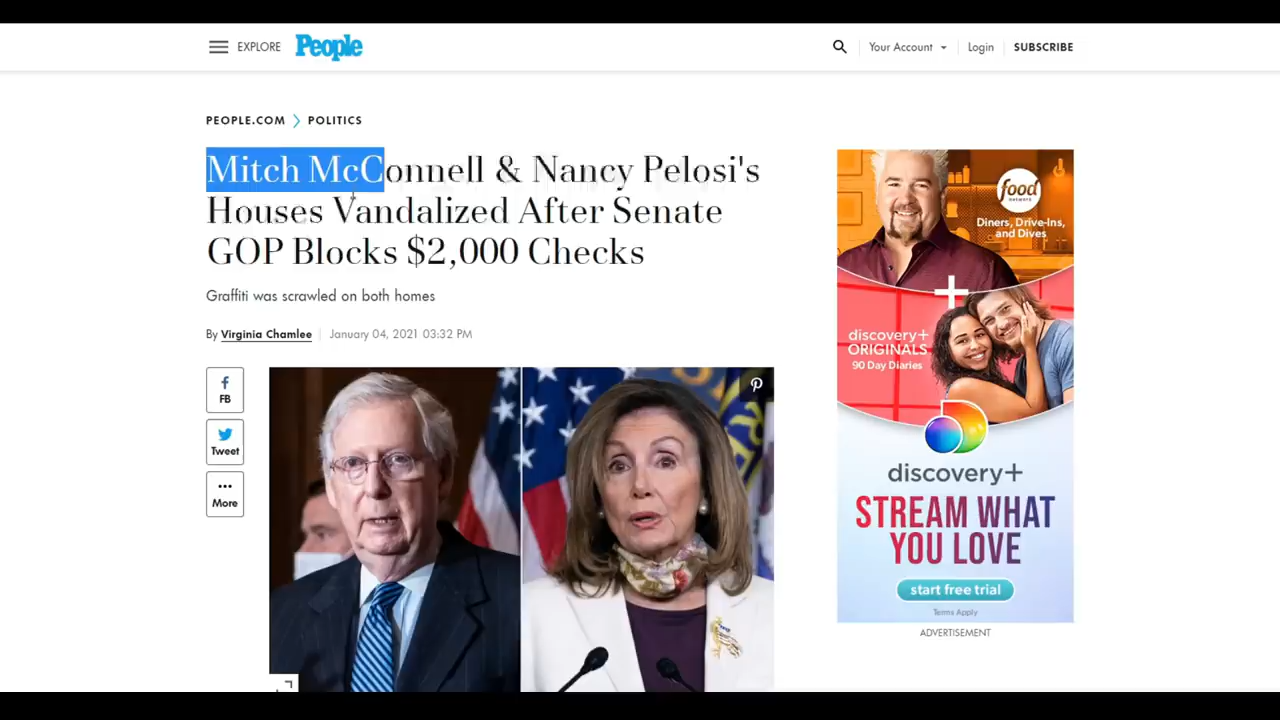 EXPLORE
People
Your Account
Login
SUBSCRIBE
PEOPLE.COM
POLITICS
Mitch McConnell & Nancy Pelosi's
Houses Vandalized After Senate
GOP Blocks $2,000 Checks
Graffiti was scrawled on both homes
By Virginia Chamlee
January 04, 2021 03:32 PM
FB
Tweet
More
food
network
Diners, Drive-Ins,
and Dives
discovery+
ORIGINALS
90 Day Diaries
discovery+
STREAM WHAT
YOU LOVE
start free trial
Terms Apply
ADVERTISEMENT